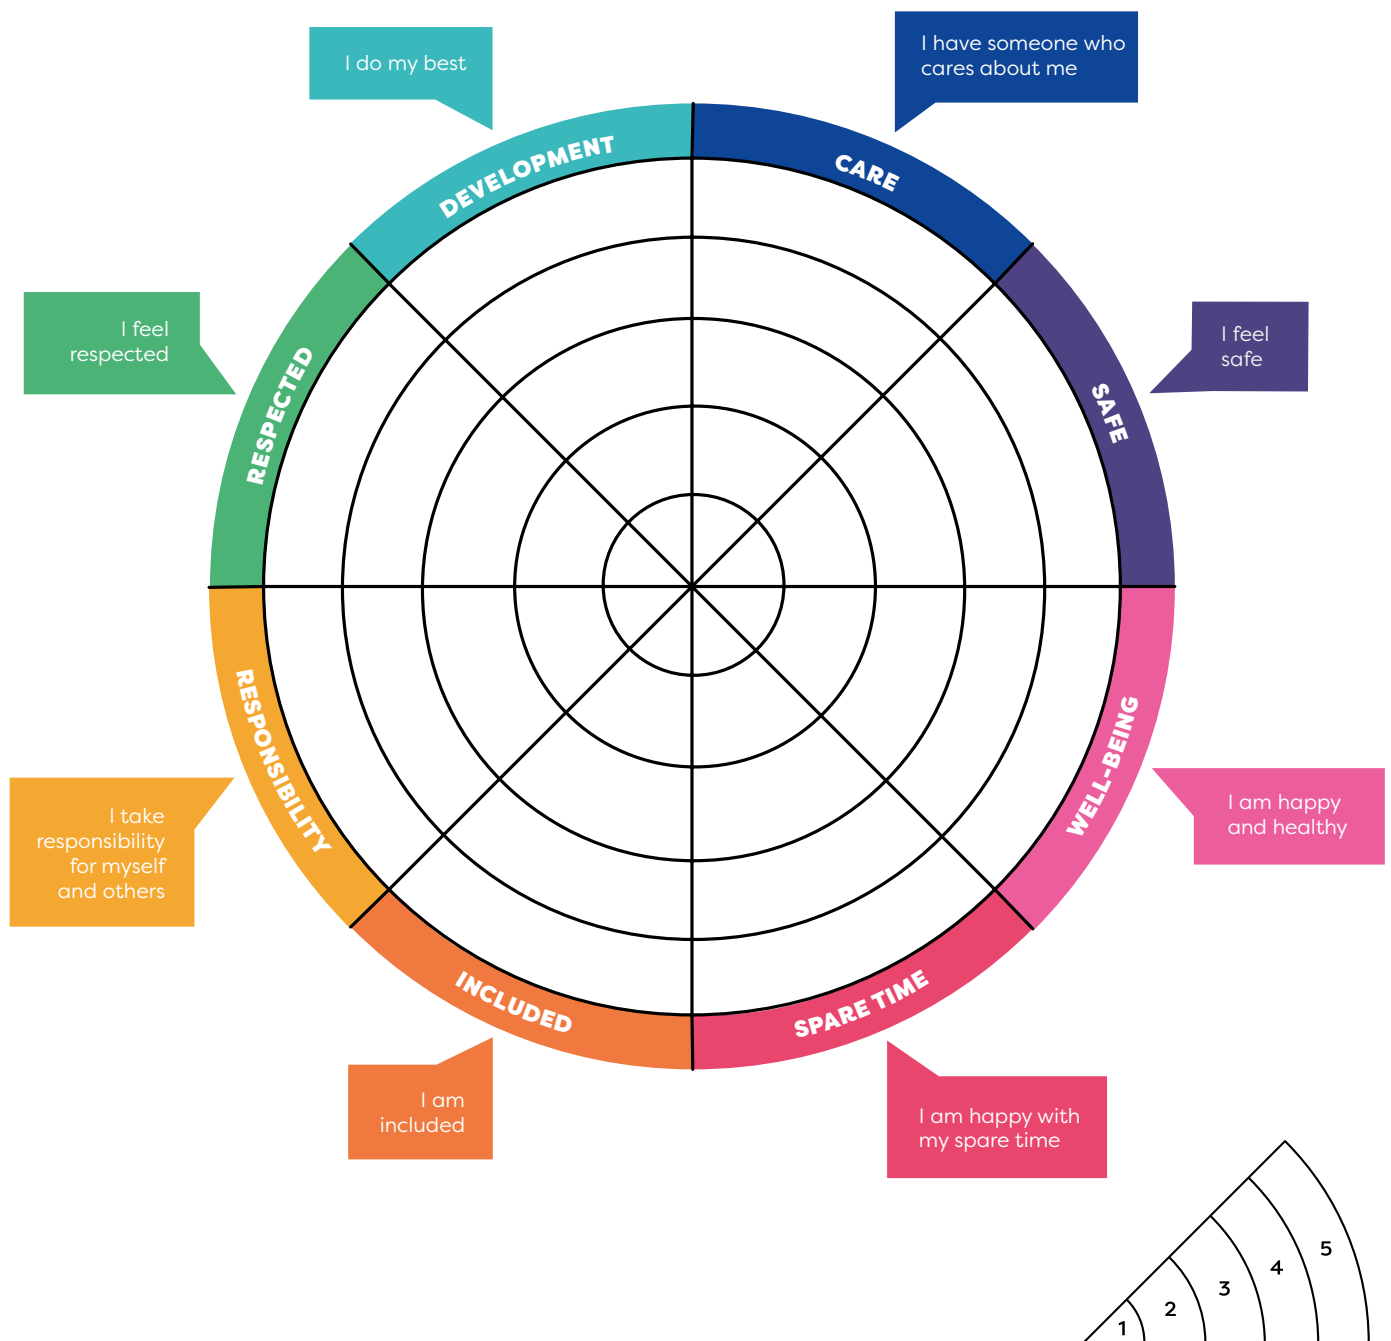 I do my best
I have someone who
cares about me
DEVELOPMENT
CARE
I feel
respected
RESPECTED
I feel
safe
SAFE
RESPONSIBILITY
I take
responsibility
for myself
and others
WELL-BEING
I am happy
and healthy
INCLUDED
I am
included
SPARE TIME
I am happy with
my spare time
1
2
3
4
5